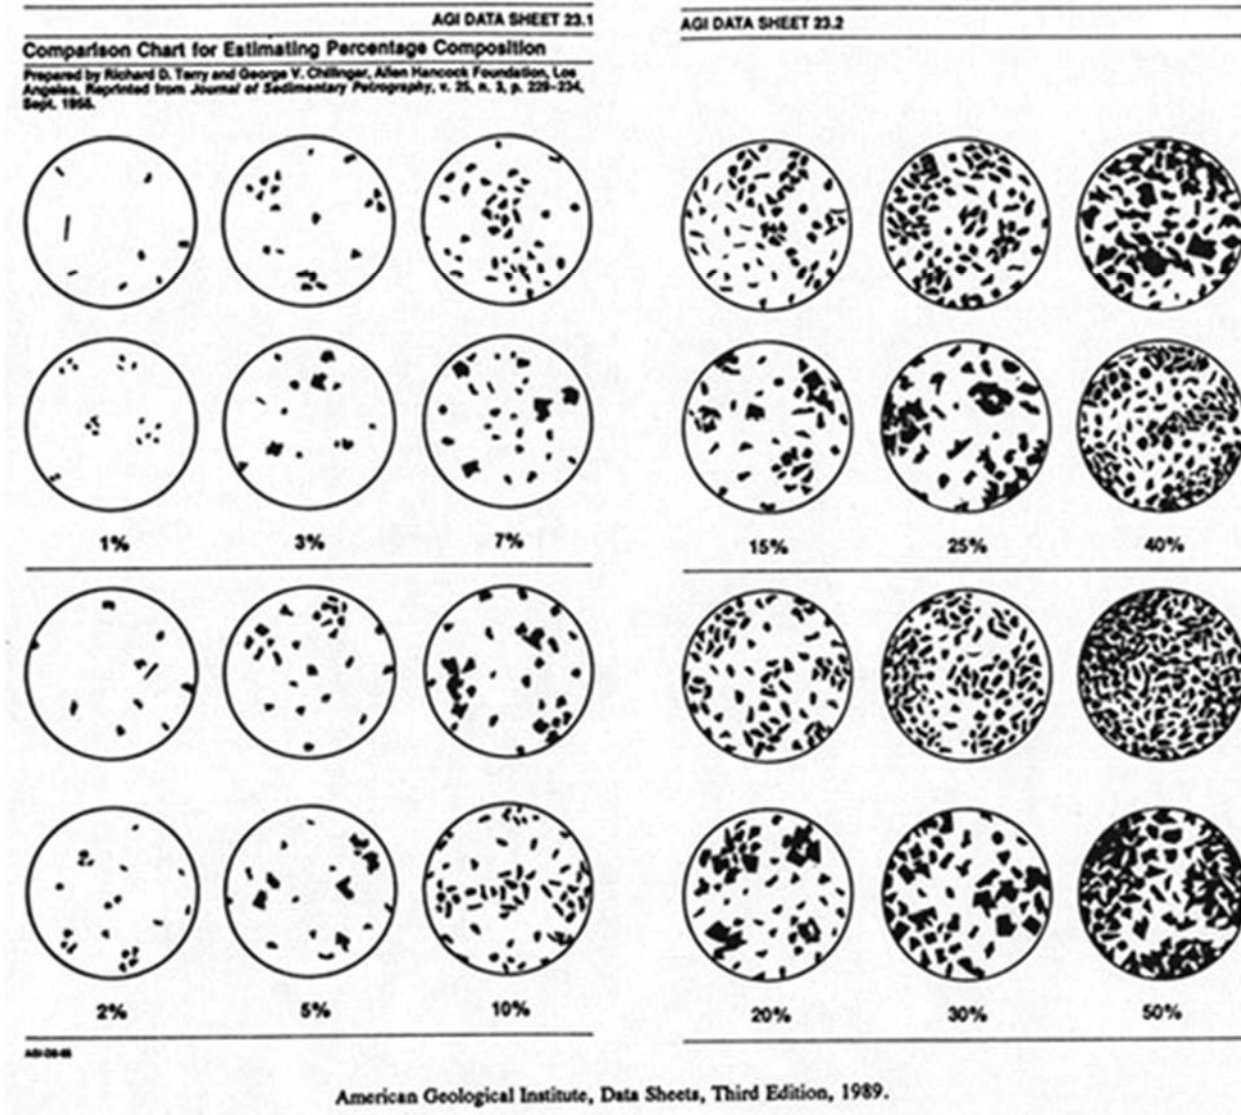 AGI DATA SHEET 23.1
Comparison Chart for Estimating Percentage Composition
Prepared by Richard D. Terry and George V. Chilingar, Allen Hancock Foundation, Los
Angeles. Reprinted from Journal of Sedimentary Petrography, v. 25, n. 3, p. 229–234,
Sept. 1955.
1% 3% 7%
2% 5% 10%
AGI DATA SHEET 23.2
15% 25% 40%
20% 30% 50%
American Geological Institute, Data Sheets, Third Edition, 1989.